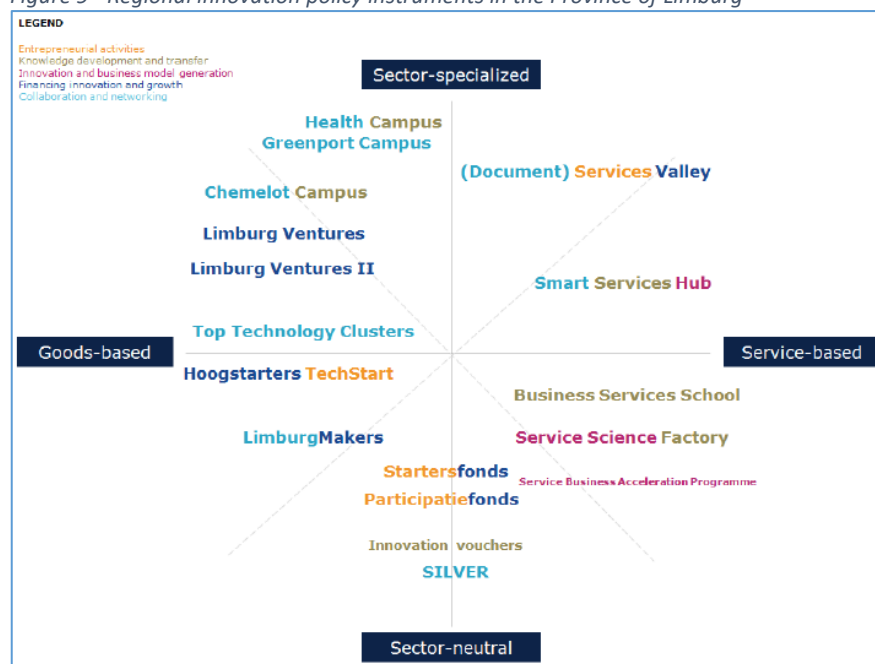 Figure 3 - Regional innovation policy instruments in the Province of Limburg
LEGEND
Entrepreneurial activities
Knowledge development and transfer
Innovation and business model generation
Financing innovation and growth
Collaboration and networking
Sector-specialized
Health Campus
Greenport Campus
(Document) Services Valley
Chemelot Campus
Limburg Ventures
Limburg Ventures II
Smart Services Hub
Top Technology Clusters
Goods-based
Service-based
Hoogstarters TechStart
Business Services School
LimburgMakers
Service Science Factory
Startersfonds
Service Business Acceleration Programme
Participatiefonds
Innovation vouchers
SILVER
Sector-neutral